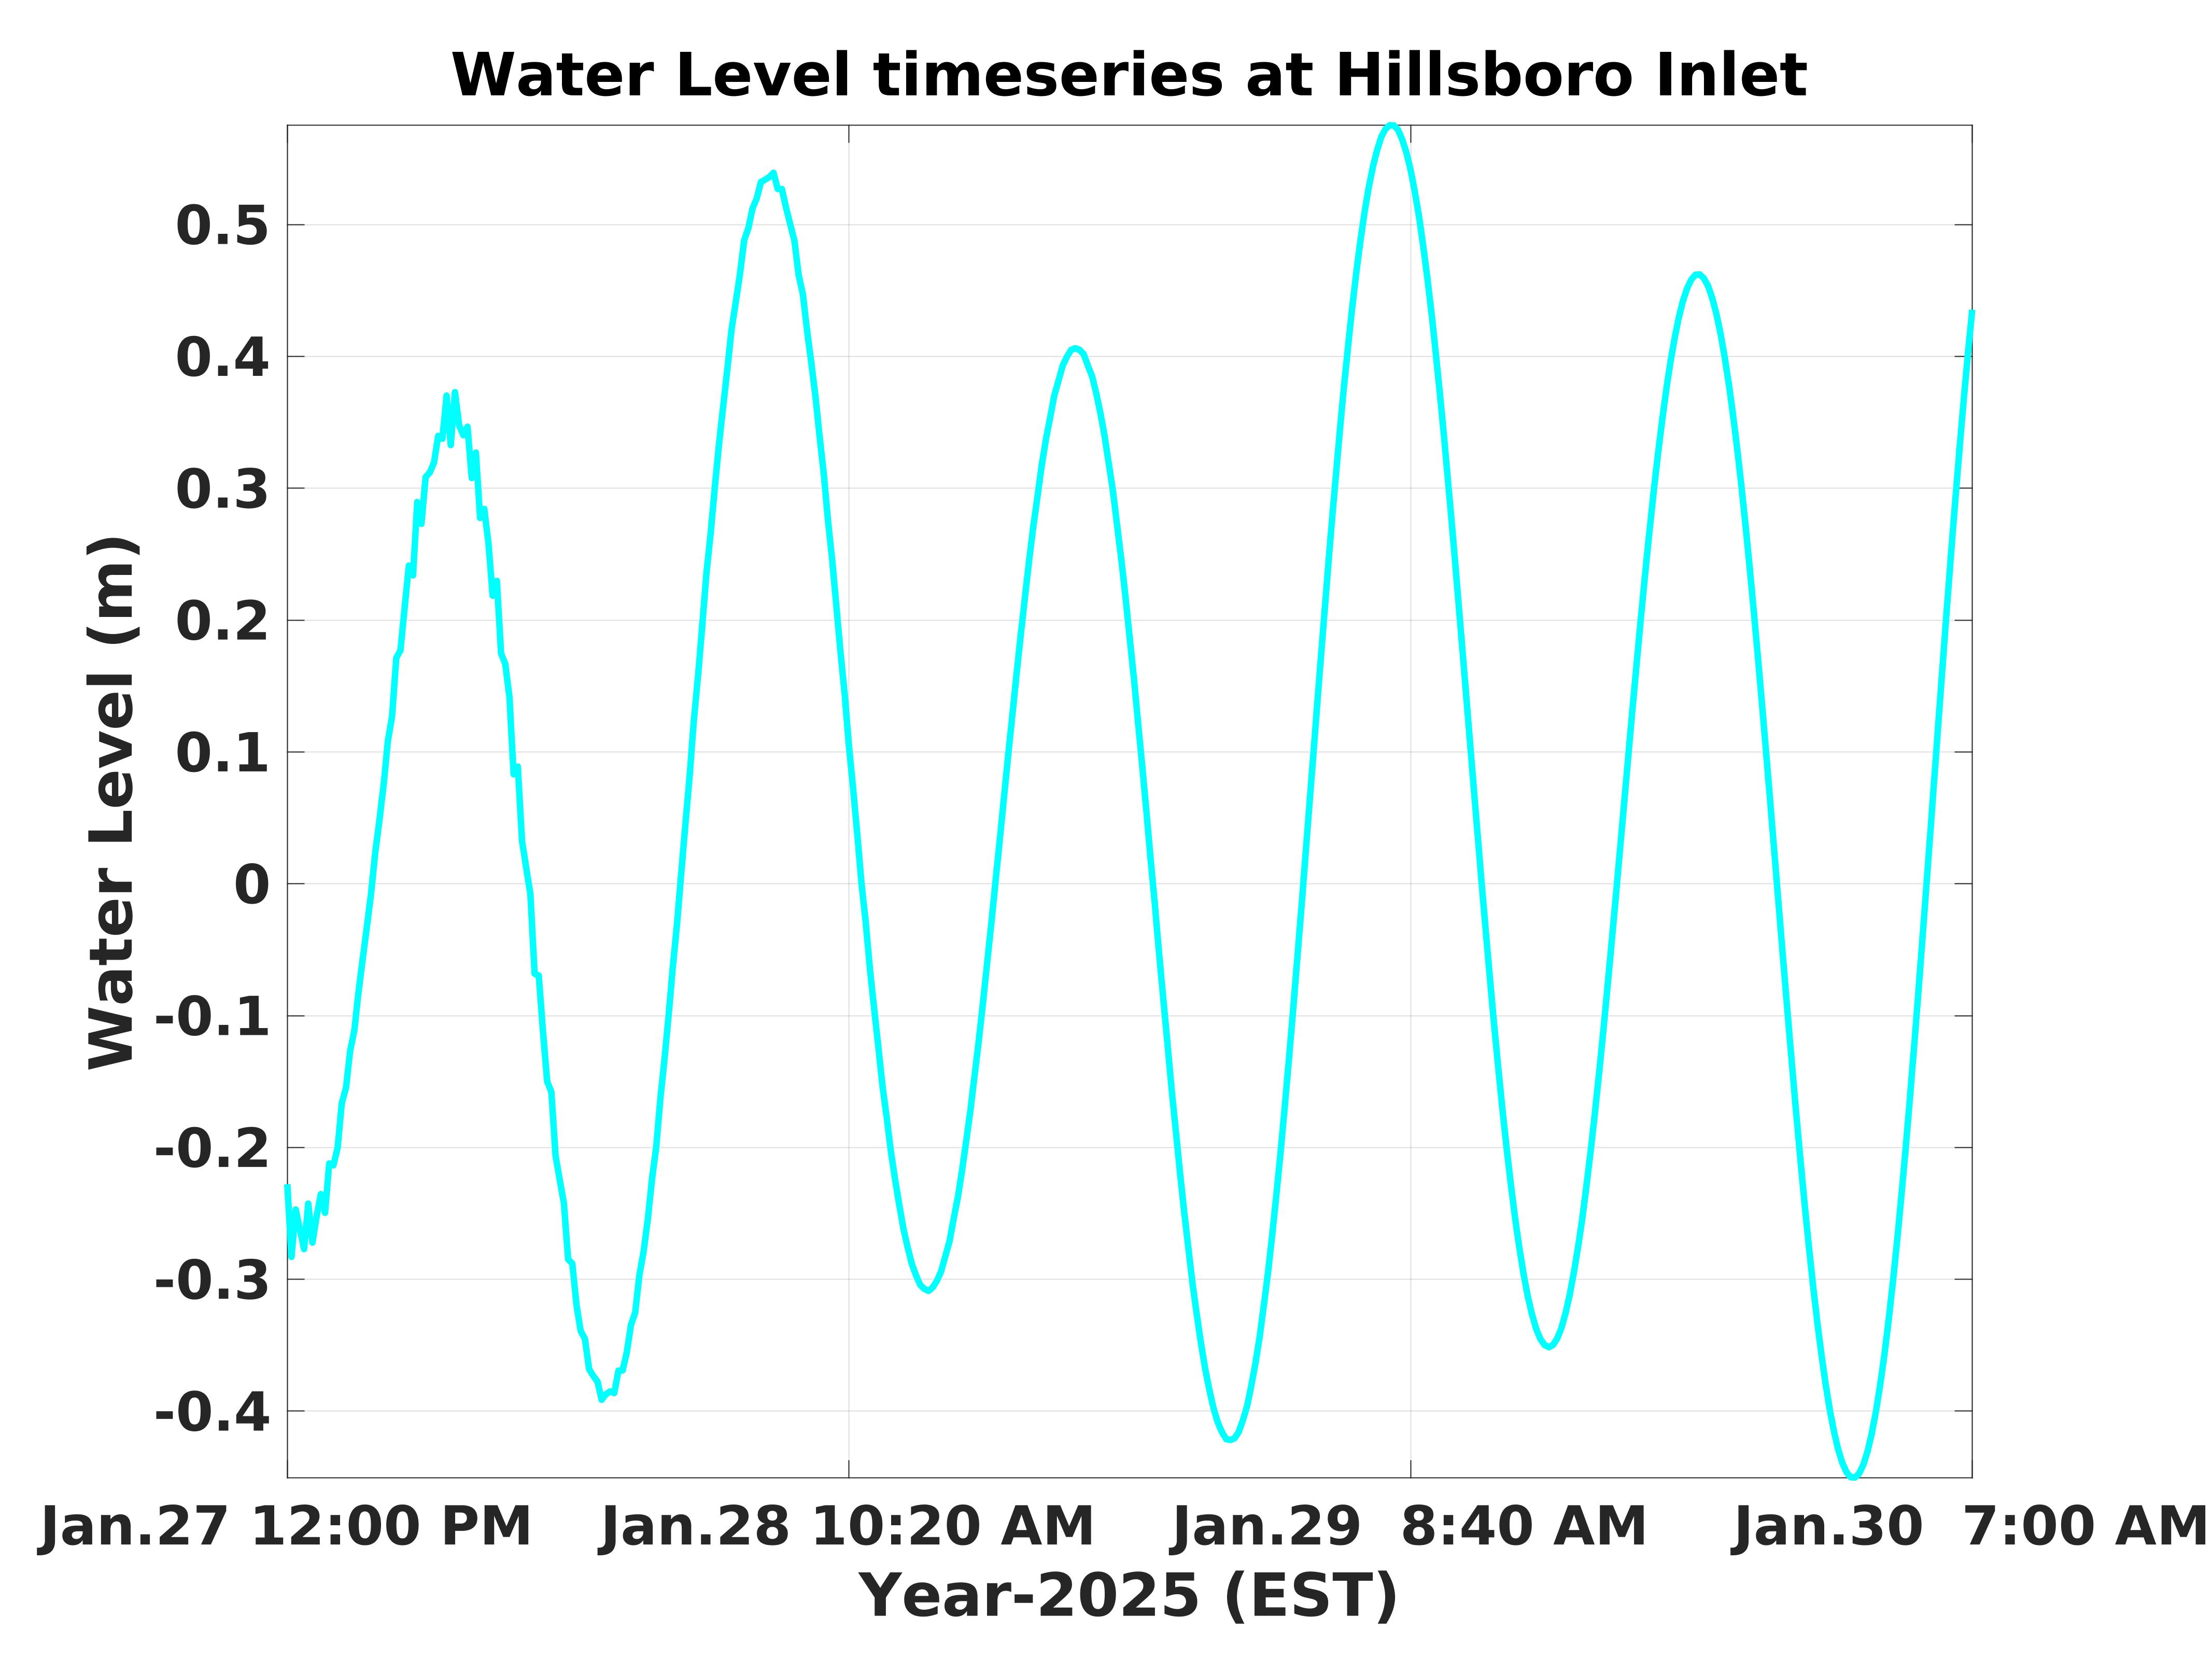 Water Level timeseries at Hillsboro Inlet
0.5
0.4
0.3
0.2
0.1
0
-0.1
-0.2
-0.3
-0.4
Water Level (m)
Jan.27 12:00 PM Jan.28 10:20 AM Jan.29 8:40 AM Jan.30 7:00 AM
Year-2025 (EST)